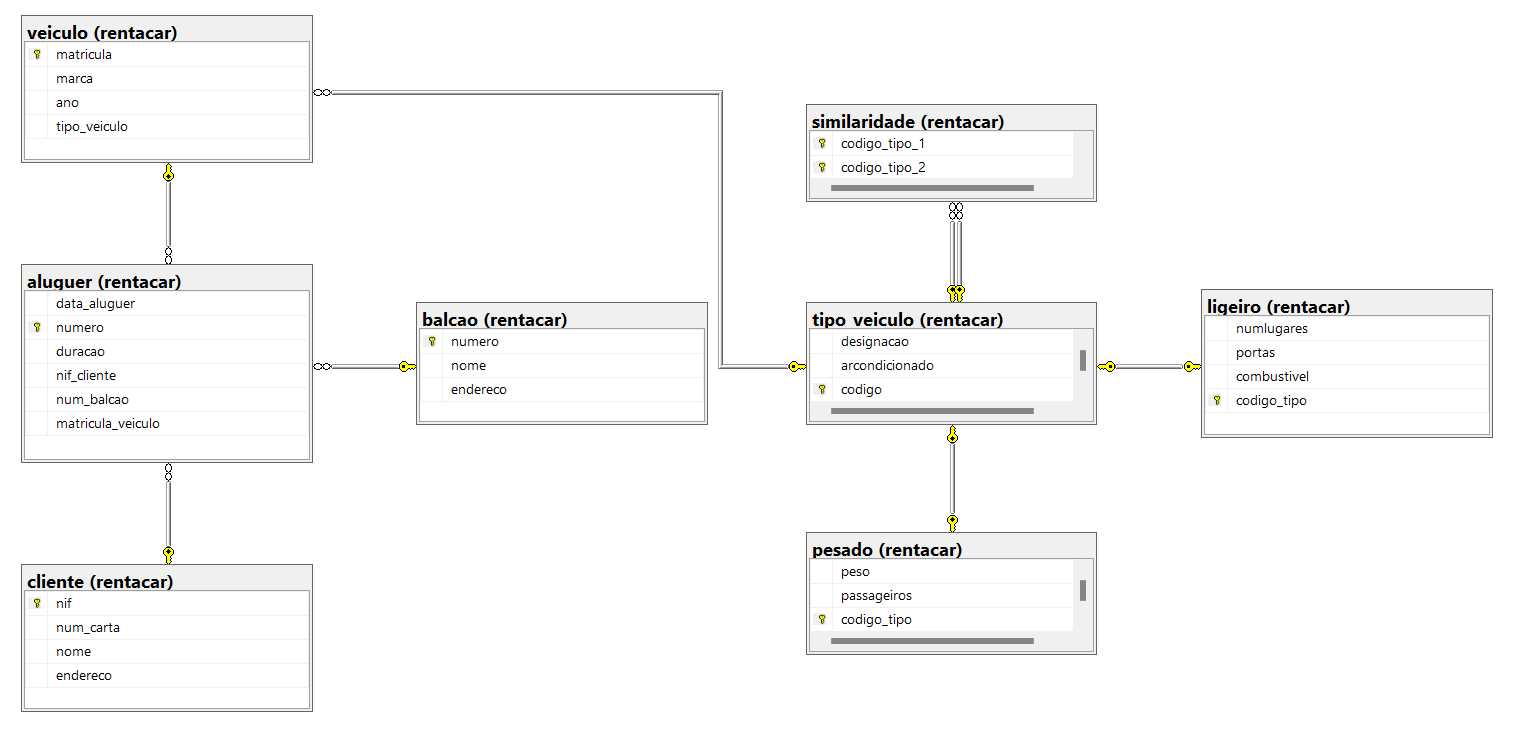 veiculo (rentacar)
matricula
marca
ano
tipo_veiculo
similaridade (rentacar)
codigo_tipo_1
codigo_tipo_2
aluguer (rentacar)
data_aluguer
numero
duracao
nif_cliente
num_balcao
matricula_veiculo
balcao (rentacar)
numero
nome
endereco
tipo_veiculo (rentacar)
designacao
arcondicionado
codigo
ligeiro (rentacar)
numlugares
portas
combustivel
codigo_tipo
cliente (rentacar)
nif
num_carta
nome
endereco
pesado (rentacar)
peso
passageiros
codigo_tipo